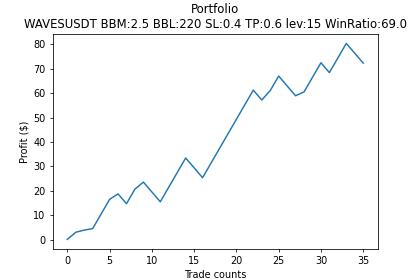 Portfolio
WAVESUSDT BBM:2.5 BBL:220 SL:0.4 TP:0.6 lev:15 WinRatio:69.0
80
70
60
50
40
30
20
10
0
Profit ($)
0 5 10 15 20 25 30 35
Trade counts